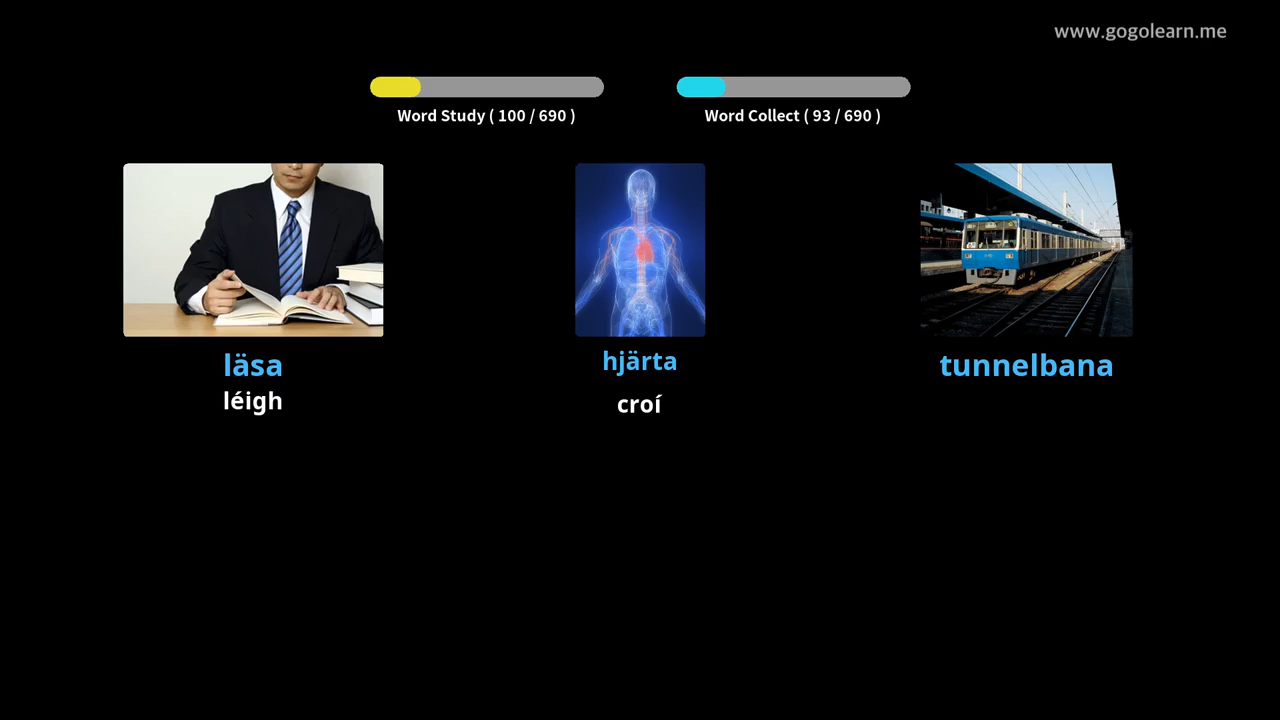 www.gogolearn.me
Word Study ( 100 / 690 )
Word Collect ( 93 / 690 )
läsa
léigh
hjärta
croí
tunnelbana